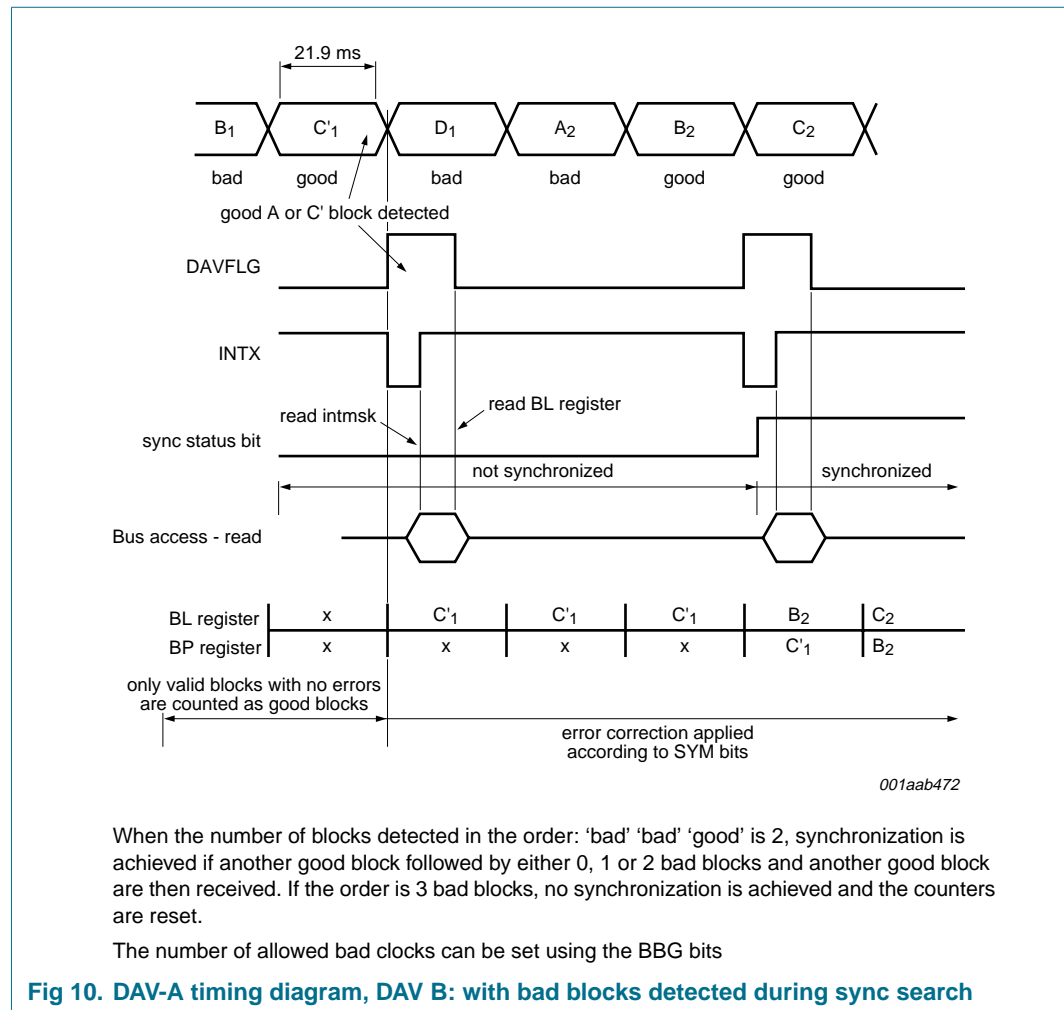 21.9 ms
B1 C'1 D1 A2 B2 C2
bad good bad bad good good
good A or C' block detected
DAVFLG
INTX
read intmsk
read BL register
sync status bit
not synchronized synchronized
Bus access - read
BL register x C'1 C'1 C'1 B2 C2
BP register x x x x C'1 B2
only valid blocks with no errors
are counted as good blocks
error correction applied
according to SYM bits
001aab472
When the number of blocks detected in the order: ‘bad’ ‘bad’ ‘good’ is 2, synchronization is
achieved if another good block followed by either 0, 1 or 2 bad blocks and another good block
are then received. If the order is 3 bad blocks, no synchronization is achieved and the counters
are reset.
The number of allowed bad clocks can be set using the BBG bits
Fig 10. DAV-A timing diagram, DAV B: with bad blocks detected during sync search